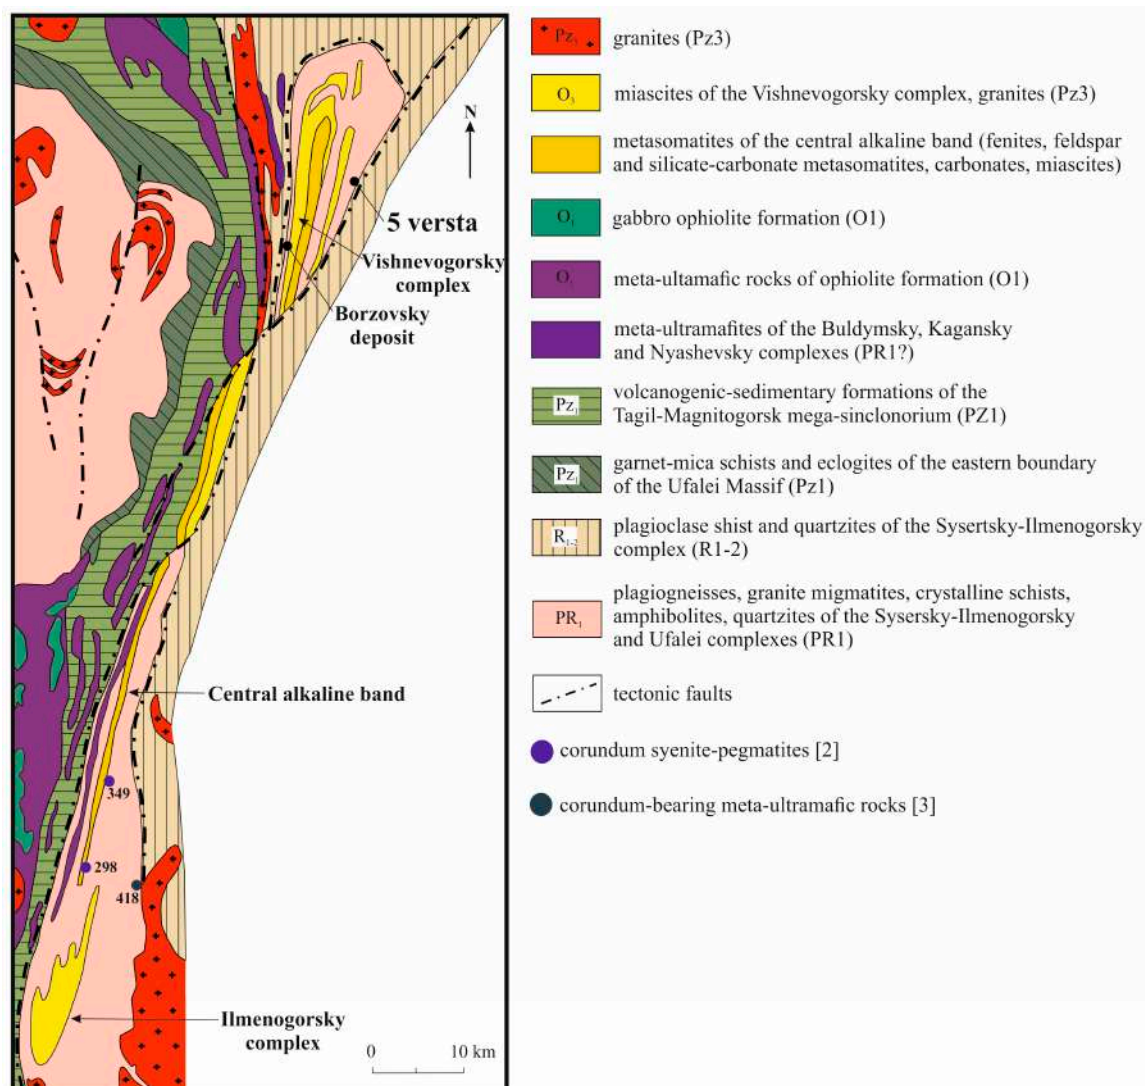 N
5 versta
Vishnevogorsky
complex
Borzovsky
deposit
Central alkaline band
349
298
418
Ilmenogorsky
complex
0 10 km
Pz₃ granites (Pz3)
O₃ miascites of the Vishnevogorsky complex, granites (Pz3)
metasomatites of the central alkaline band (fenites, feldspar
and silicate-carbonate metasomatites, carbonates, miascites)
O₁ gabbro ophiolite formation (O1)
O₁ meta-ultamafic rocks of ophiolite formation (O1)
meta-ultramafites of the Buldymsky, Kagansky
and Nyashevsky complexes (PR1?)
Pz₁ volcanogenic-sedimentary formations of the
Tagil-Magnitogorsk mega-sinclonorium (PZ1)
Pz₁ garnet-mica schists and eclogites of the eastern boundary
of the Ufalei Massif (Pz1)
R₁₋₂ plagioclase shist and quartzites of the Sysertsky-Ilmenogorsky
complex (R1-2)
PR₁ plagiogneisses, granite migmatites, crystalline schists,
amphibolites, quartzites of the Sysersky-Ilmenogorsky
and Ufalei complexes (PR1)
tectonic faults
corundum syenite-pegmatites [2]
corundum-bearing meta-ultramafic rocks [3]